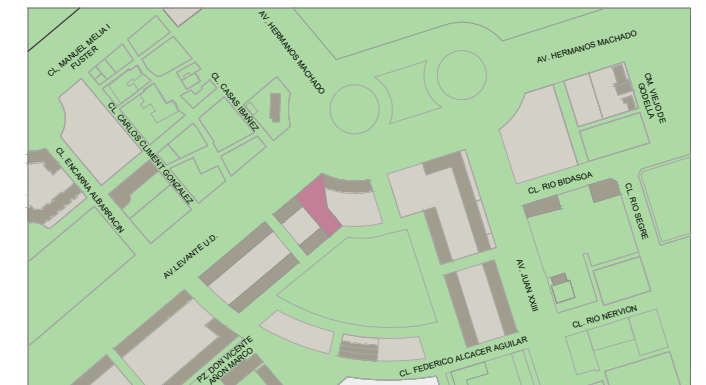 CL, MANUEL MELIA I
FUSTER
AV. HERMANOS MACHADO
AV. HERMANOS MACHADO
CL. CASAS IBAÑEZ
CM. VIEJO DE
GODELLA
CL. CARLOS CLIMENT GONZALEZ
CL. ENCARNA ALBARRACIN
CL. RIO BIDASOA
CL. RIO SEGRE
AV.LEVANTE U.D.
AV. JUAN XXIII
CL. RIO NERVION
PZ. DON VICENTE
AÑON MARCO
CL. FEDERICO ALCACER AGUILAR